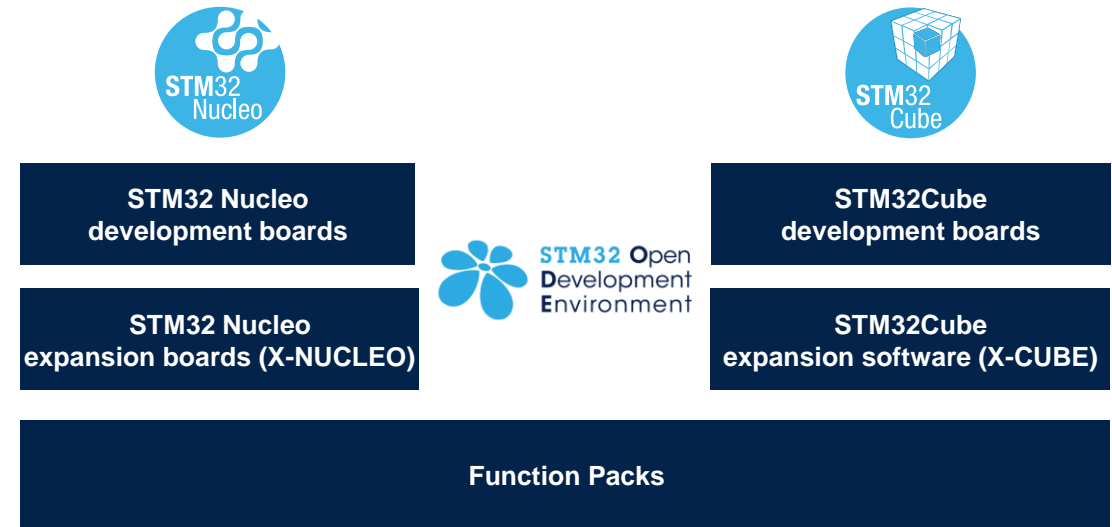 STM32
Nucleo
STM32
Cube
STM32 Nucleo
development boards
STM32Cube
development boards
STM32 Open
Development
Environment
STM32 Nucleo
expansion boards (X-NUCLEO)
STM32Cube
expansion software (X-CUBE)
Function Packs